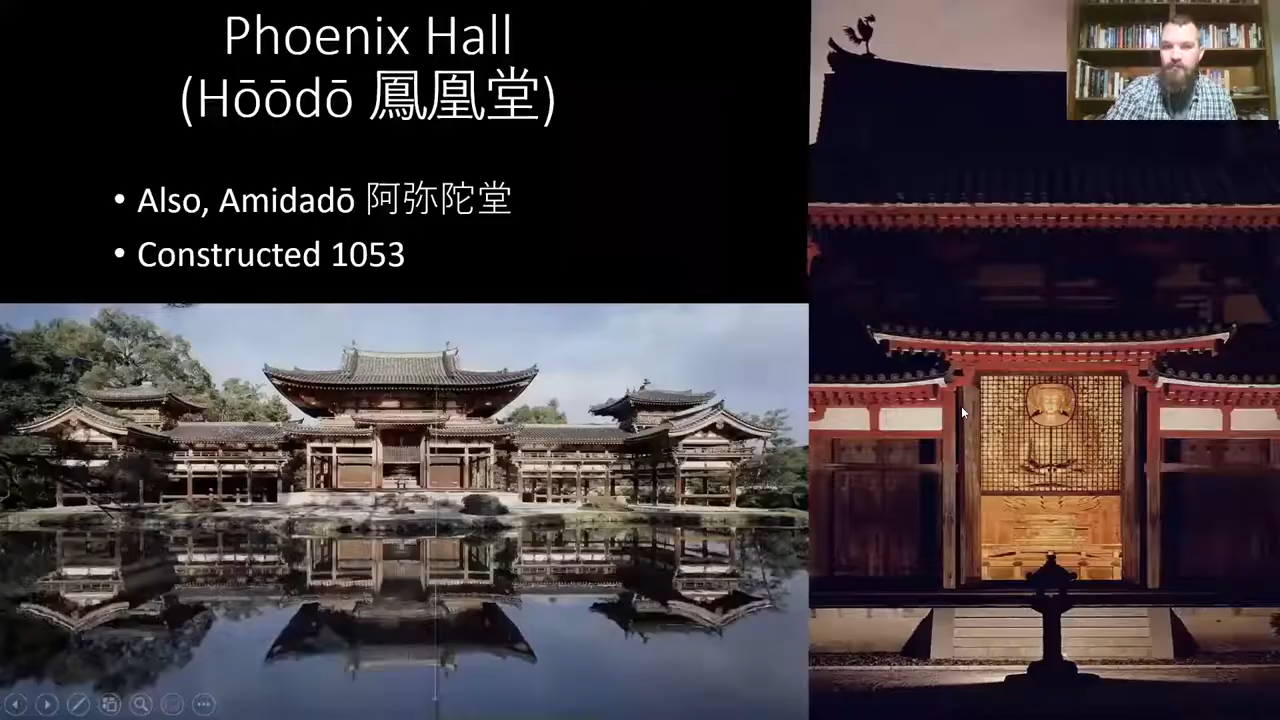 Phoenix Hall
(Hōōdō 鳳凰堂)
• Also, Amidadō 阿弥陀堂
• Constructed 1053